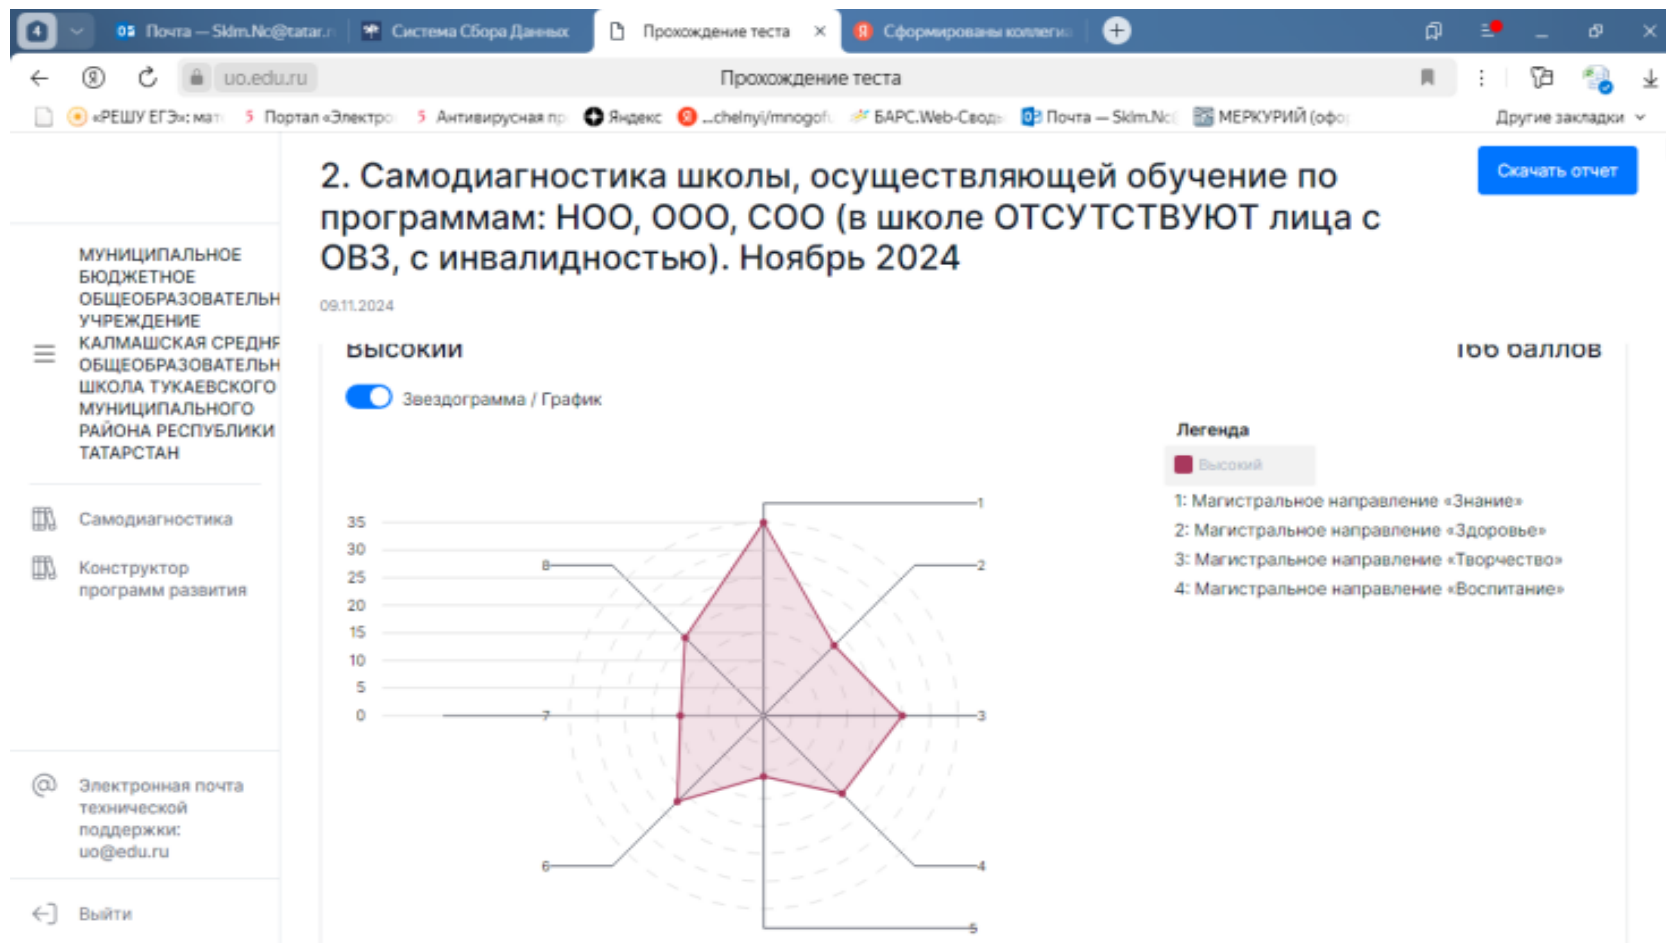 4
Почта — Sklm.Nc@tatar.r
Система Сбора Данных
Прохождение теста
Сформированы коллеги
uo.edu.ru
Прохождение теста
«РЕШУ ЕГЭ»: мат
Портал «Электро
Антивирусная пр
Яндекс
...chelnyi/mnogof
БАРС.Web-Свод
Почта — Sklm.Nc
МЕРКУРИЙ (офо
Другие закладки
2. Самодиагностика школы, осуществляющей обучение по
программам: НОО, ООО, СОО (в школе ОТСУТСТВУЮТ лица с
ОВЗ, с инвалидностью). Ноябрь 2024
Скачать отчет
09.11.2024
МУНИЦИПАЛЬНОЕ
БЮДЖЕТНОЕ
ОБЩЕОБРАЗОВАТЕЛЬН
УЧРЕЖДЕНИЕ
КАЛМАШСКАЯ СРЕДНЯ
ОБЩЕОБРАЗОВАТЕЛЬН
ШКОЛА ТУКАЕВСКОГО
МУНИЦИПАЛЬНОГО
РАЙОНА РЕСПУБЛИКИ
ТАТАРСТАН
Самодиагностика
Конструктор
программ развития
Электронная почта
технической
поддержки:
uo@edu.ru
Выйти
Высокий
166 баллов
Звездограмма / График
Легенда
Высокий
1: Магистральное направление «Знание»
2: Магистральное направление «Здоровье»
3: Магистральное направление «Творчество»
4: Магистральное направление «Воспитание»
35
30
25
20
15
10
5
0
1
2
3
4
5
6
7
8